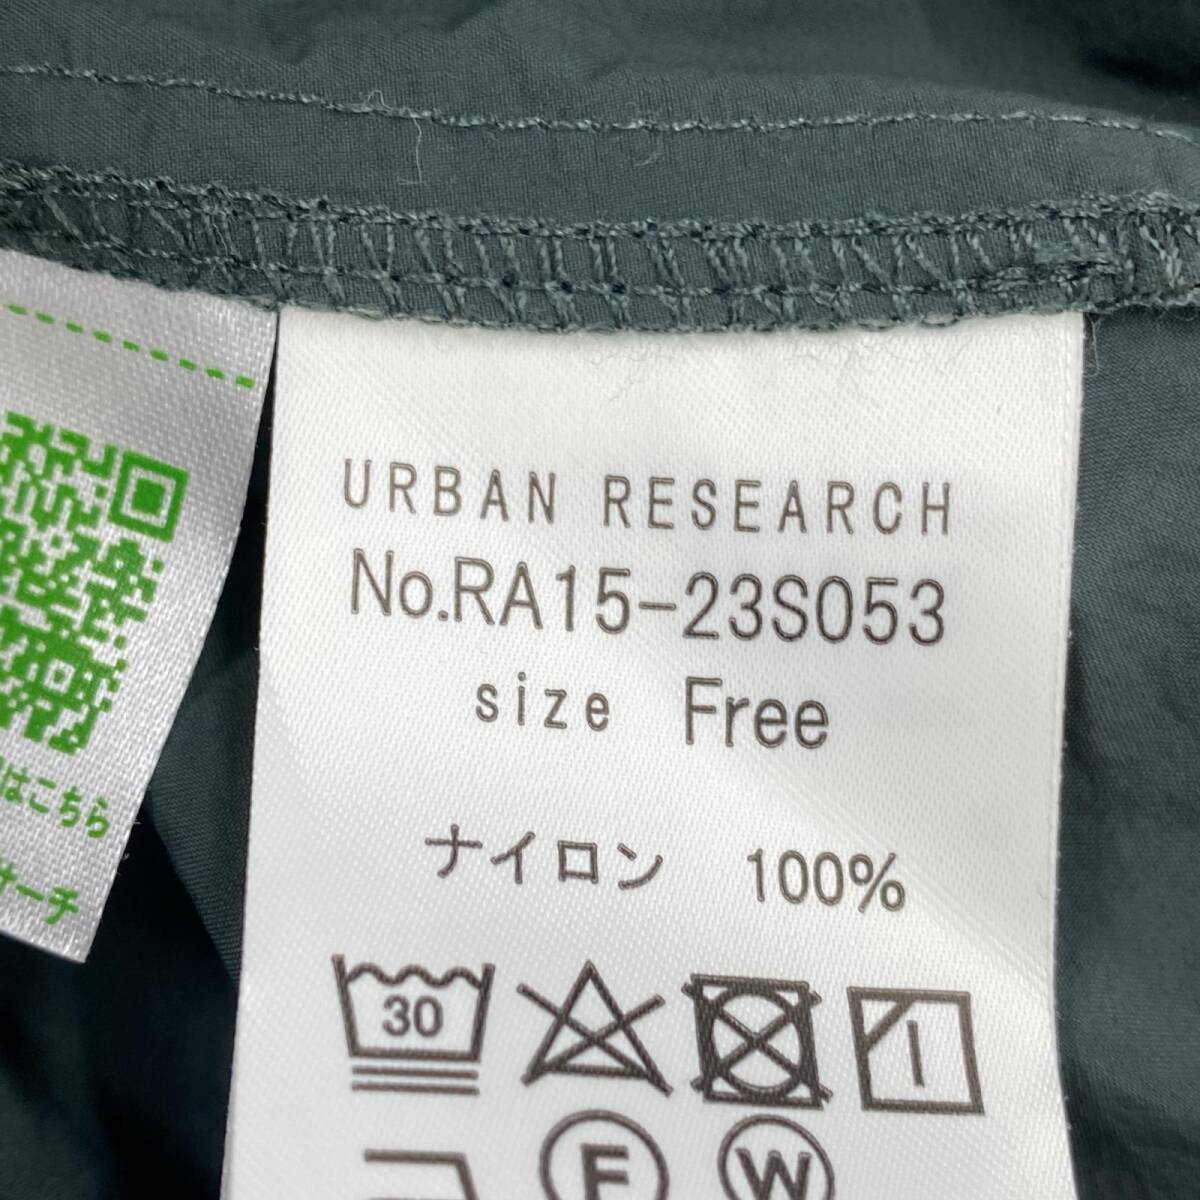 URBAN RESEARCH
No.RA15-23S053
size Free
ナイロン 100%
30
F W
はこちら
サーチ